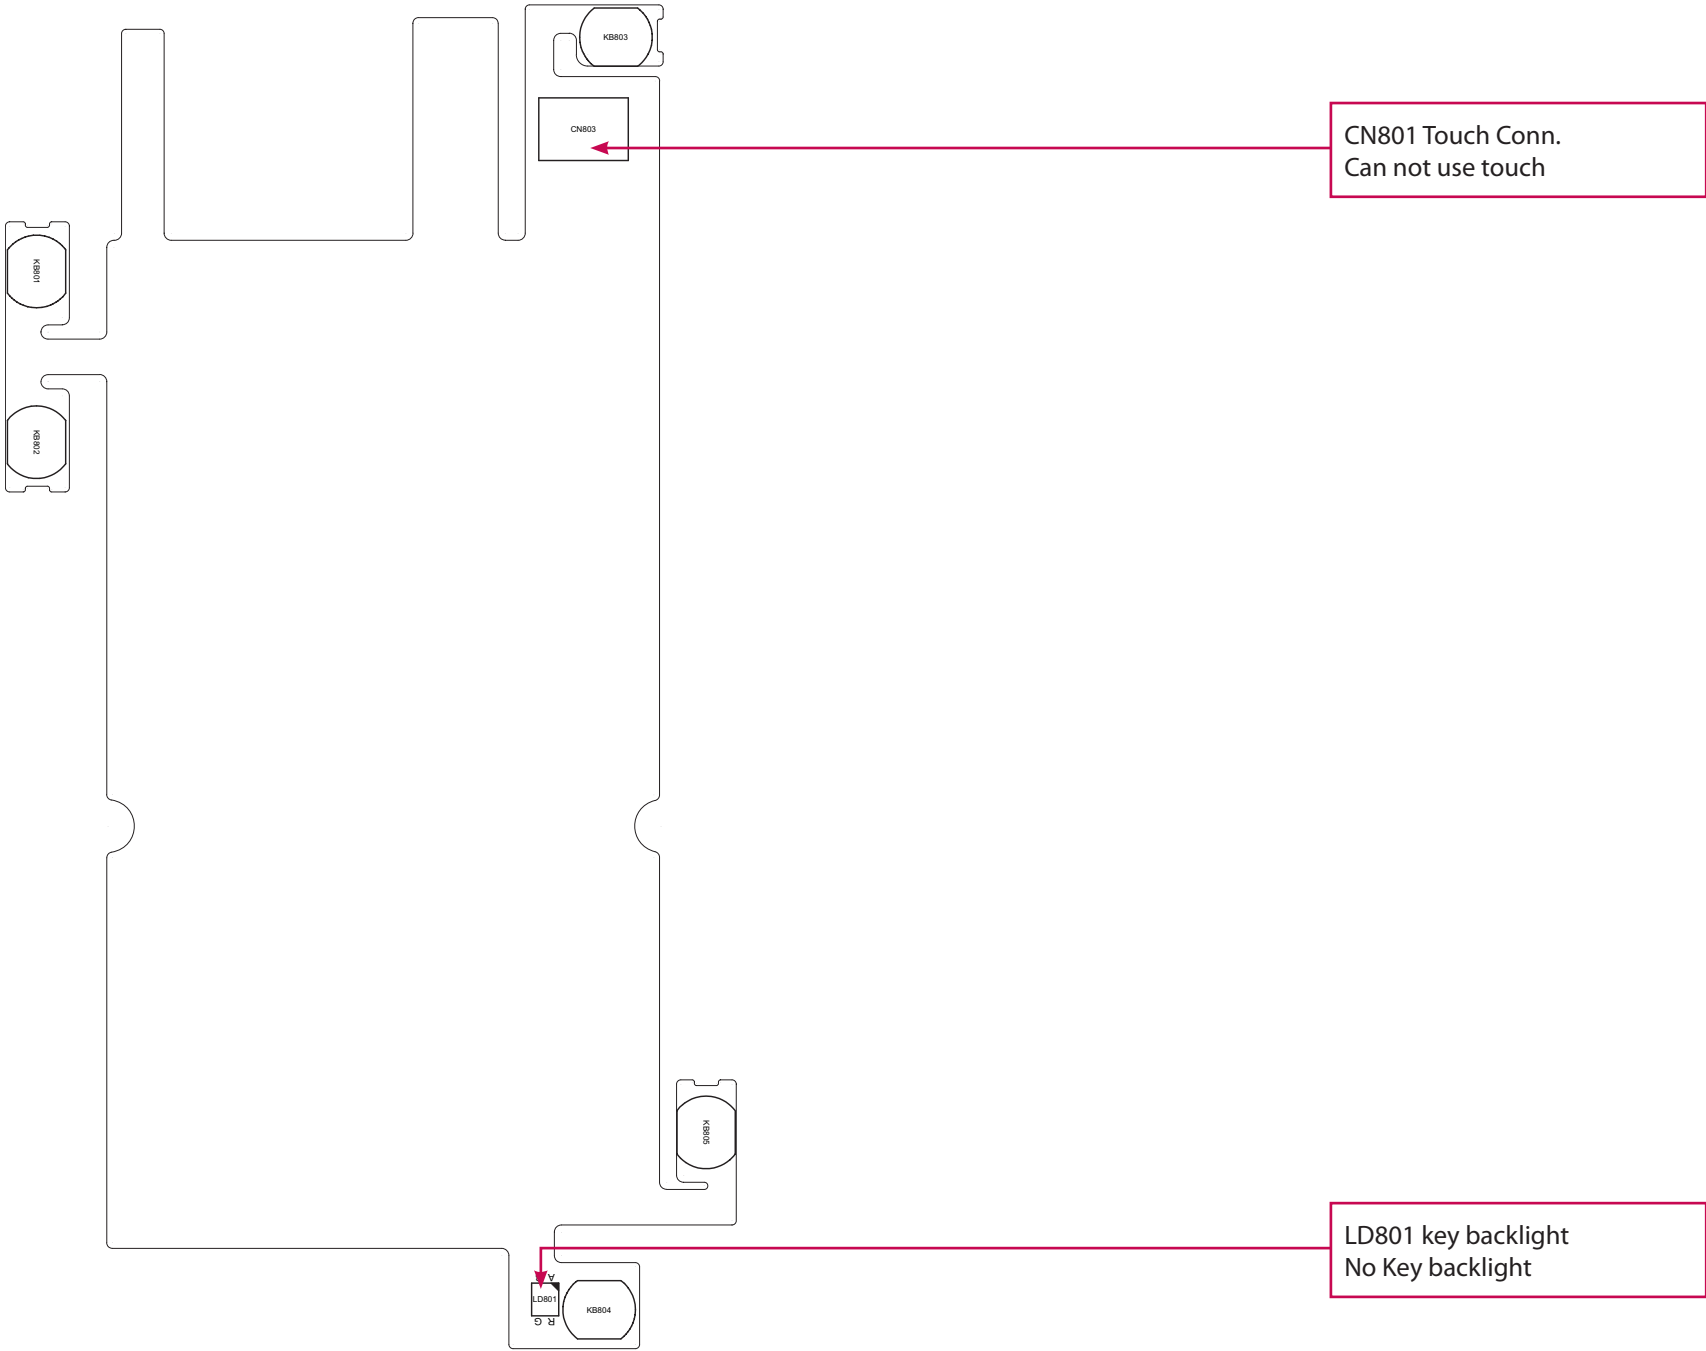 KB803
CN803
CN801 Touch Conn.
Can not use touch
KB801
KB802
KB805
LD801 key backlight
No Key backlight
A
LD801
KB804
G R